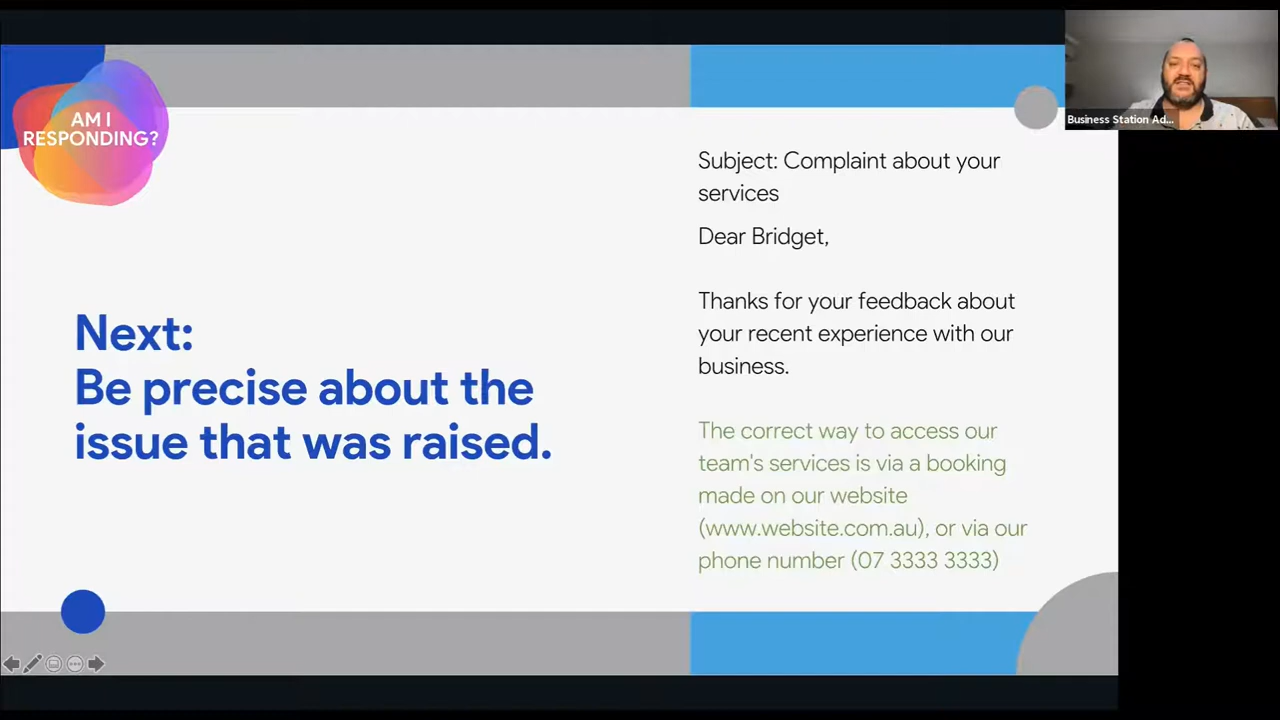 AM I
RESPONDING?
Business Station Ad...
Subject: Complaint about your
services
Dear Bridget,
Thanks for your feedback about
your recent experience with our
business.
Next:
Be precise about the
issue that was raised.
The correct way to access our
team's services is via a booking
made on our website
(www.website.com.au), or via our
phone number (07 3333 3333)